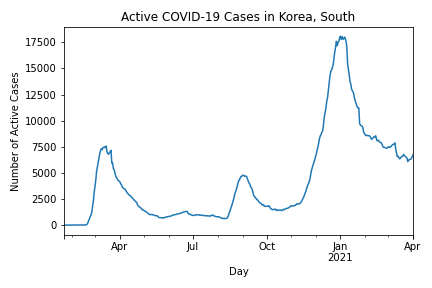 Active COVID-19 Cases in Korea, South
Number of Active Cases
17500
15000
12500
10000
7500
5000
2500
0
Apr
Jul
Oct
Jan
2021
Apr
Day